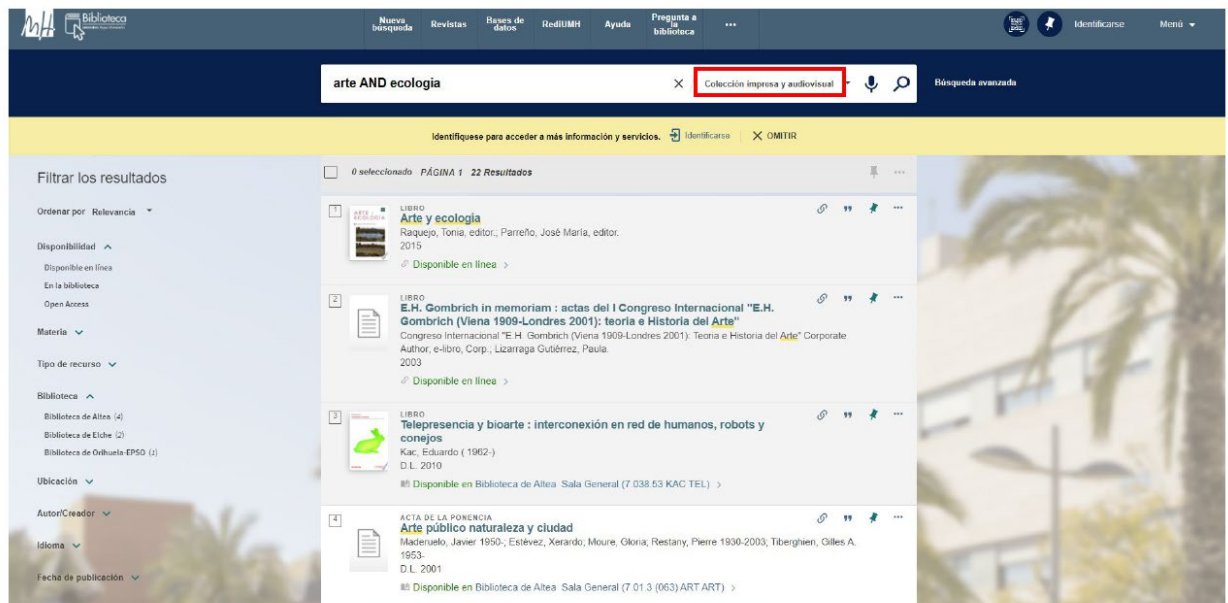 Biblioteca
Nueva búsqueda
Revistas
Bases de datos
RediUMH
Ayuda
Pregunta a la biblioteca
Identificarse
Menú
arte AND ecologia
Colección impresa y audiovisual
Búsqueda avanzada
Identifíquese para acceder a más información y servicios.
Identificarse
OMITIR
Filtrar los resultados
Ordenar por Relevancia
Disponibilidad
Disponible en línea
En la biblioteca
Open Access
Materia
Tipo de recurso
Biblioteca
Biblioteca de Altea (4)
Biblioteca de Elche (2)
Biblioteca de Orihuela-EPSO (1)
Ubicación
Autor/Creador
Idioma
Fecha de publicación
0 seleccionado PÁGINA 1 22 Resultados
1
LIBRO
Arte y ecología
Raquejo, Tonia, editor.; Parreño, José María, editor.
2015
Disponible en línea
2
LIBRO
E.H. Gombrich in memoriam : actas del I Congreso Internacional "E.H.
Gombrich (Viena 1909-Londres 2001): teoria e Historia del Arte"
Congreso Internacional "E.H. Gombrich (Viena 1909-Londres 2001): Teoria e Historia del Arte" Corporate
Author; e-libro, Corp.; Lizarraga Gutiérrez, Paula.
2003
Disponible en línea
3
LIBRO
Telepresencia y bioarte : interconexión en red de humanos, robots y
conejos
Kac, Eduardo ( 1962-)
D.L. 2010
Disponible en Biblioteca de Altea Sala General (7.038.53 KAC TEL)
4
ACTA DE LA PONENCIA
Arte público naturaleza y ciudad
Maderuelo, Javier 1950-; Estévez, Xerardo; Moure, Gloria; Restany, Pierre 1930-2003; Tiberghien, Gilles A.
1953-
D.L. 2001
Disponible en Biblioteca de Altea Sala General (7.01 3 (063) ART ART)